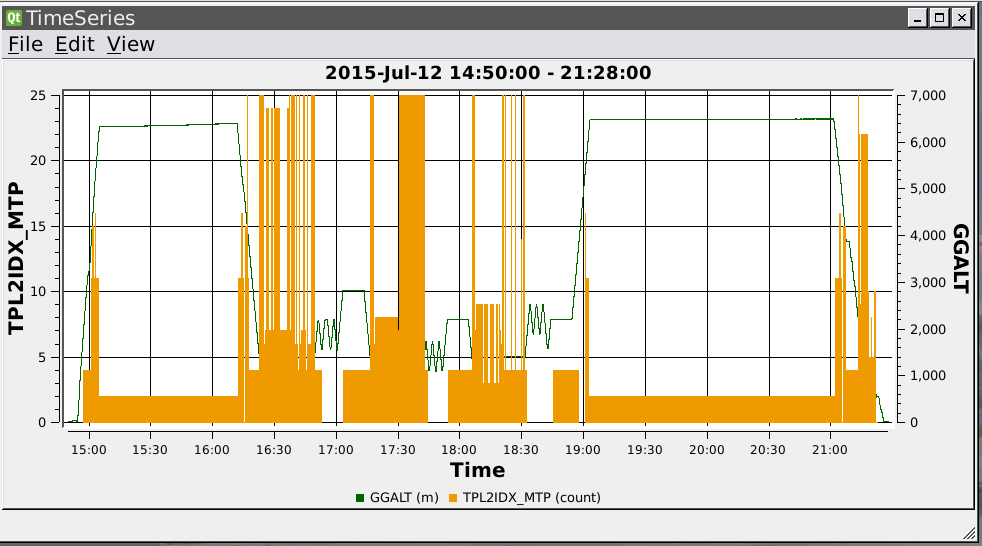 Qt TimeSeries
File Edit View
2015-Jul-12 14:50:00 - 21:28:00
25
20
15
10
5
0
TPL2IDX_MTP
7,000
6,000
5,000
4,000
3,000
2,000
1,000
0
GGALT
15:00 15:30 16:00 16:30 17:00 17:30 18:00 18:30 19:00 19:30 20:00 20:30 21:00
Time
GGALT (m) TPL2IDX_MTP (count)